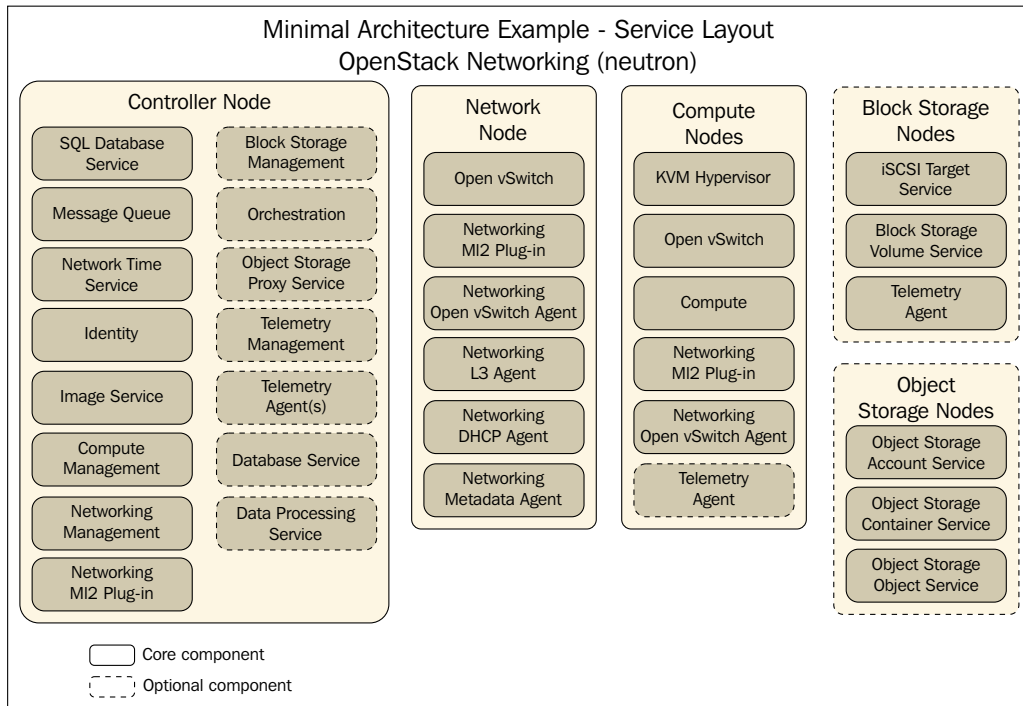 Minimal Architecture Example - Service Layout
OpenStack Networking (neutron)
Controller Node
SQL Database
Service
Message Queue
Network Time
Service
Identity
Image Service
Compute
Management
Networking
Management
Networking
Ml2 Plug-in
Block Storage
Management
Orchestration
Object Storage
Proxy Service
Telemetry
Management
Telemetry
Agent(s)
Database Service
Data Processing
Service
Network
Node
Open vSwitch
Networking
Ml2 Plug-in
Networking
Open vSwitch Agent
Networking
L3 Agent
Networking
DHCP Agent
Networking
Metadata Agent
Compute
Nodes
KVM Hypervisor
Open vSwitch
Compute
Networking
Ml2 Plug-in
Networking
Open vSwitch Agent
Telemetry
Agent
Block Storage
Nodes
iSCSI Target
Service
Block Storage
Volume Service
Telemetry
Agent
Object
Storage Nodes
Object Storage
Account Service
Object Storage
Container Service
Object Storage
Object Service
Core component
Optional component